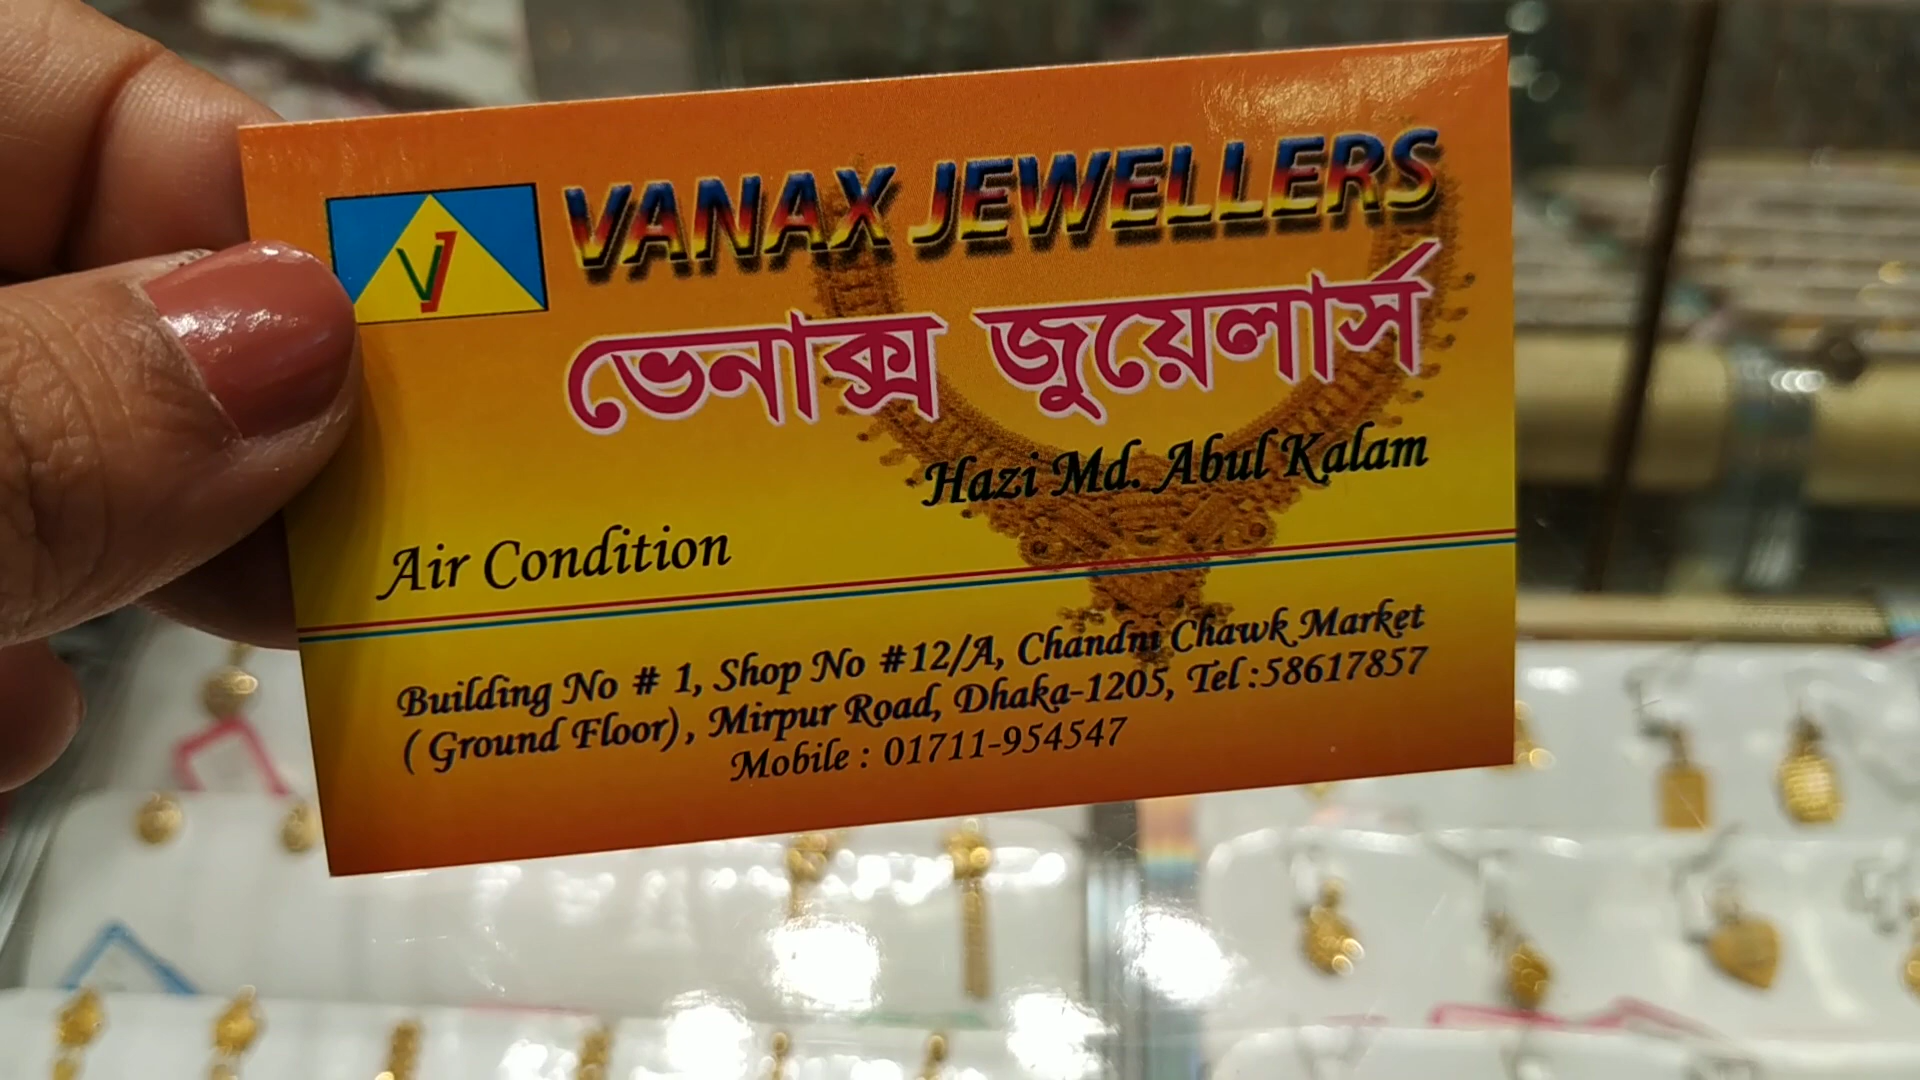 VJ
VANAX JEWELLERS
ভেনাক্স জুয়েলার্স
Hazi Md. Abul Kalam
Air Condition
Building No # 1, Shop No #12/A, Chandni Chawk Market
( Ground Floor) , Mirpur Road, Dhaka-1205, Tel :58617857
Mobile : 01711-954547